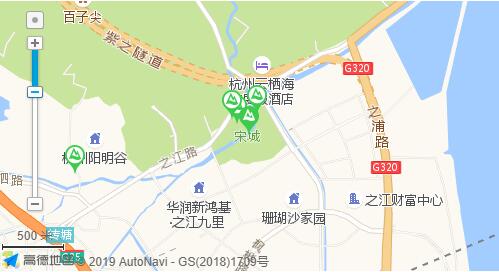 百子尖
紫之隧道
G320
杭州云栖海
酒店
之浦路
宋城
杭州阳明谷
之江路
G320
华润新鸿基
·之江九里
珊瑚沙家园
之江财富中心
500 米
G25
高德地图 © 2019 AutoNavi - GS(2018)1709号